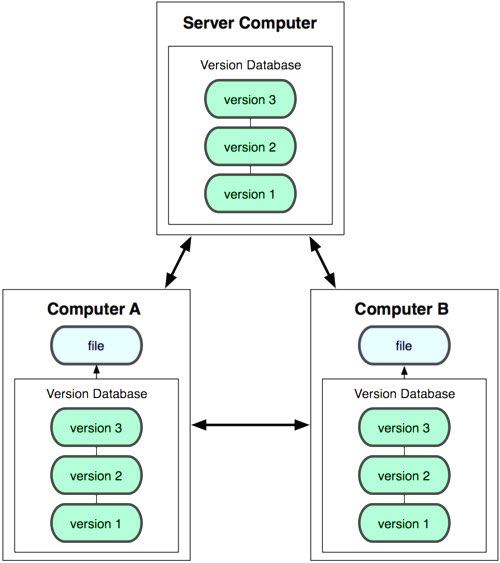 Server Computer
Version Database
version 3
version 2
version 1
Computer A
file
Version Database
version 3
version 2
version 1
Computer B
file
Version Database
version 3
version 2
version 1